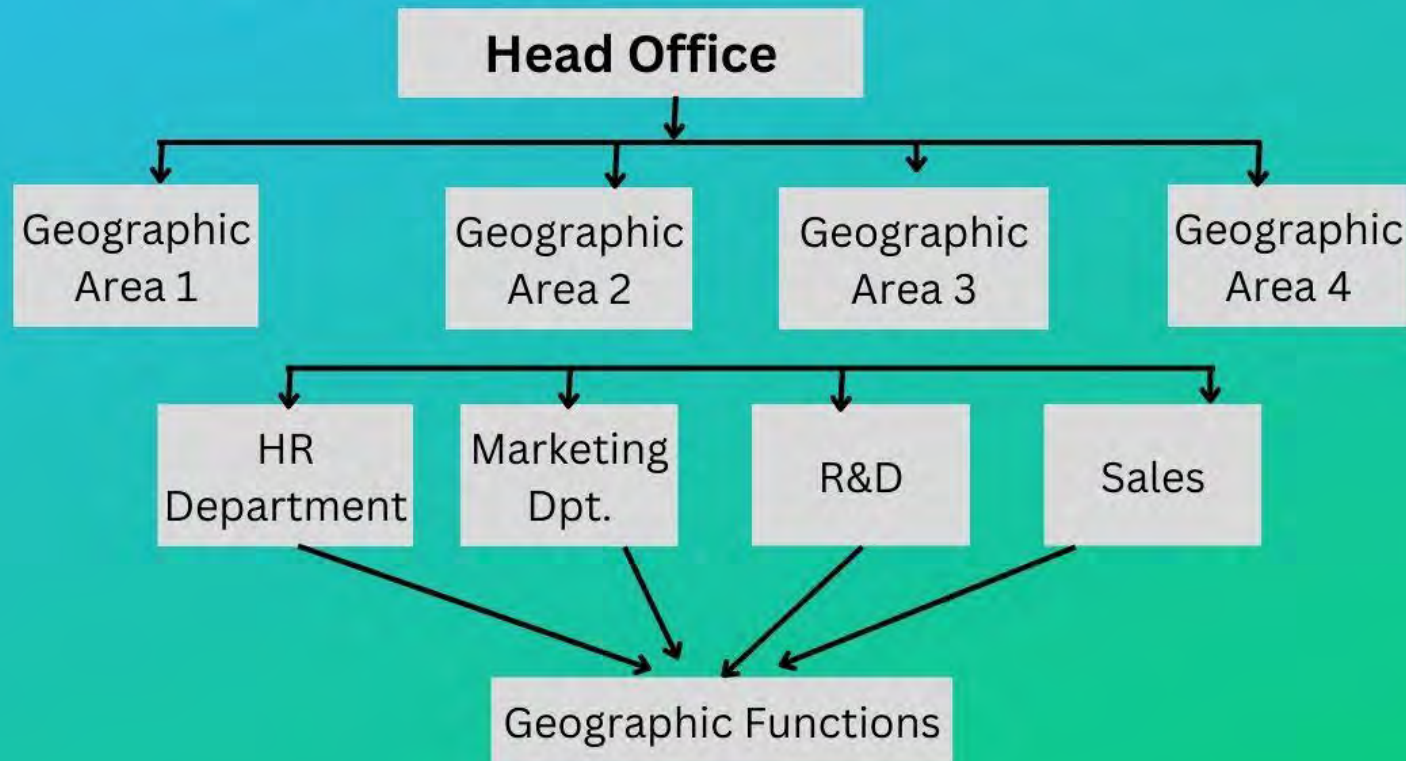 Head Office
Geographic
Area 1
Geographic
Area 2
Geographic
Area 3
Geographic
Area 4
HR
Department
Marketing
Dpt.
R&D
Sales
Geographic Functions